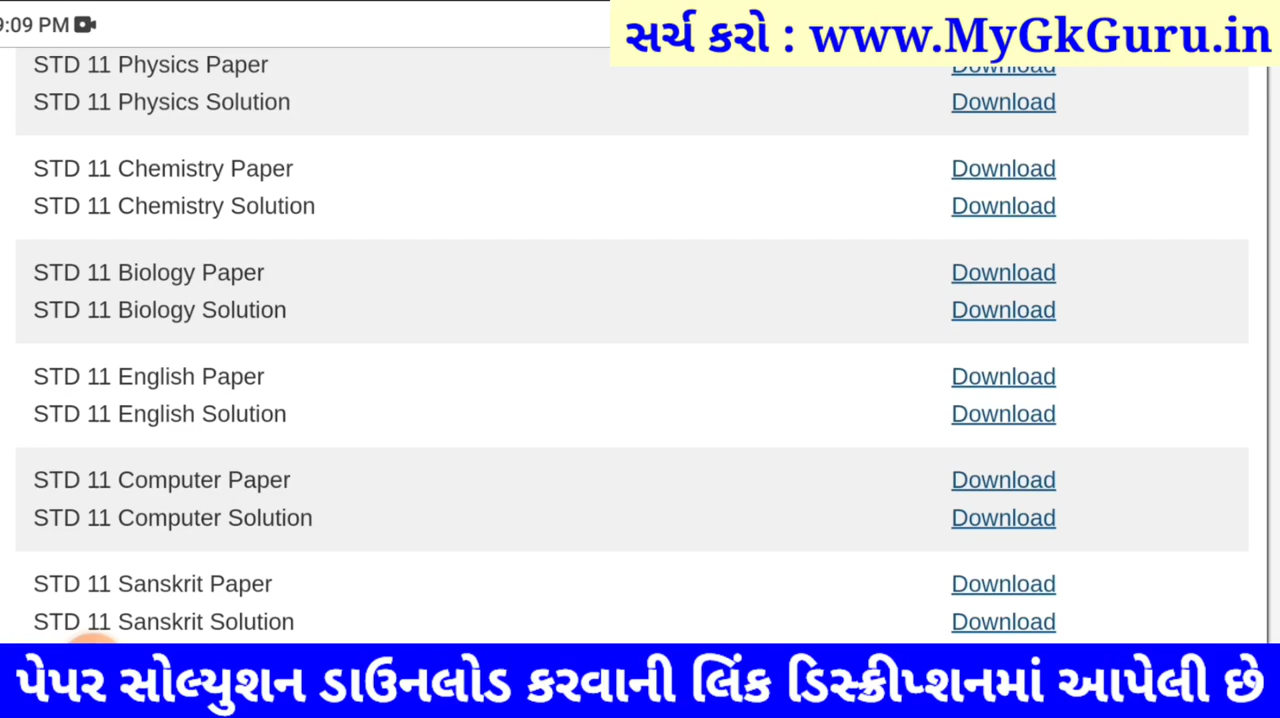 9:09 PM
સર્ચ કરો : www.MyGkGuru.in
STD 11 Physics Paper Download
STD 11 Physics Solution Download
STD 11 Chemistry Paper Download
STD 11 Chemistry Solution Download
STD 11 Biology Paper Download
STD 11 Biology Solution Download
STD 11 English Paper Download
STD 11 English Solution Download
STD 11 Computer Paper Download
STD 11 Computer Solution Download
STD 11 Sanskrit Paper Download
STD 11 Sanskrit Solution Download
પેપર સોલ્યુશન ડાઉનલોડ કરવાની લિંક ડિસ્ક્રીપ્શનમાં આપેલી છે